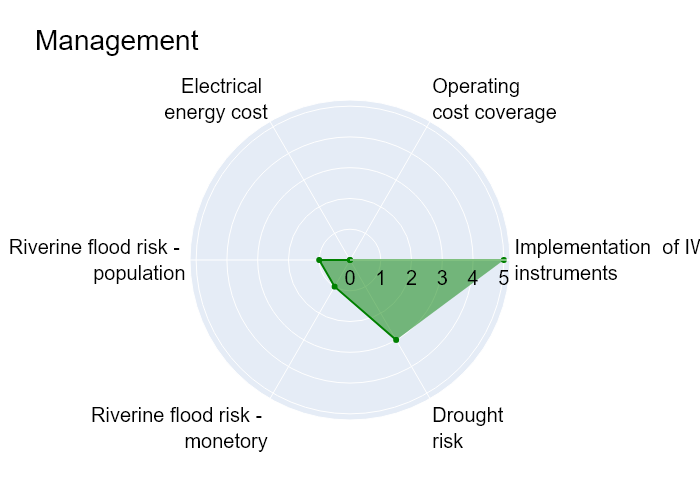 Management
Electrical
energy cost
Operating
cost coverage
Riverine flood risk -
population
Implementation  of
instruments
0 1 2 3 4 5
Riverine flood risk -
monetory
Drought
risk